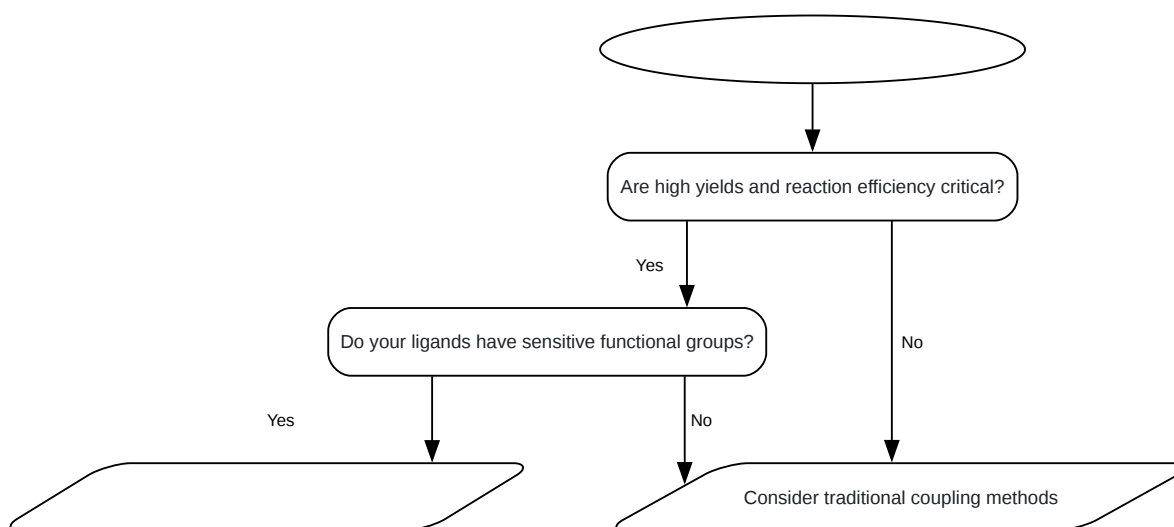 Are high yields and reaction efficiency critical?
Yes
Do your ligands have sensitive functional groups?
No
Yes
No
Consider traditional coupling methods